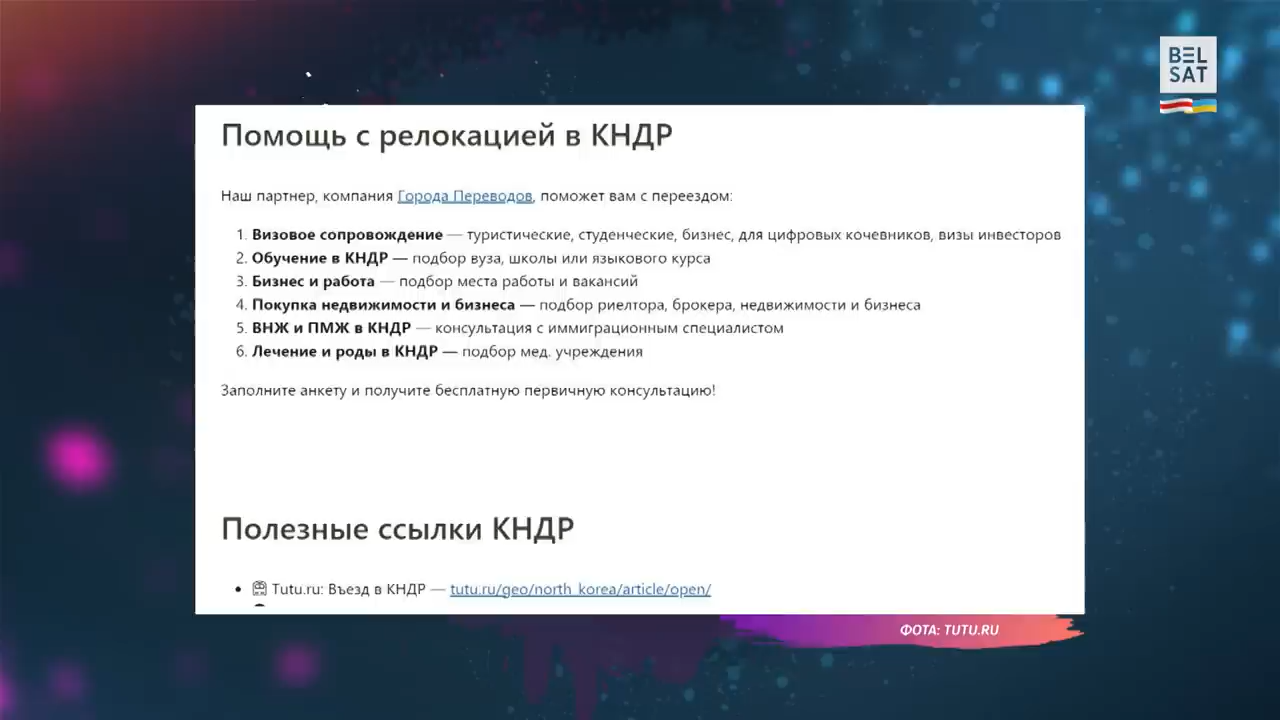 BEL
SAT
Помощь с релокацией в КНДР
Наш партнер, компания Города Переводов, поможет вам с переездом:
1. Визовое сопровождение — туристические, студенческие, бизнес, для цифровых кочевников, визы инвесторов
2. Обучение в КНДР — подбор вуза, школы или языкового курса
3. Бизнес и работа — подбор места работы и вакансий
4. Покупка недвижимости и бизнеса — подбор риелтора, брокера, недвижимости и бизнеса
5. ВНЖ и ПМЖ в КНДР — консультация с иммиграционным специалистом
6. Лечение и роды в КНДР — подбор мед. учреждения
Заполните анкету и получите бесплатную первичную консультацию!
Полезные ссылки КНДР
• Tutu.ru: Въезд в КНДР — tutu.ru/geo/north_korea/article/open/
ФОТА: TUTU.RU